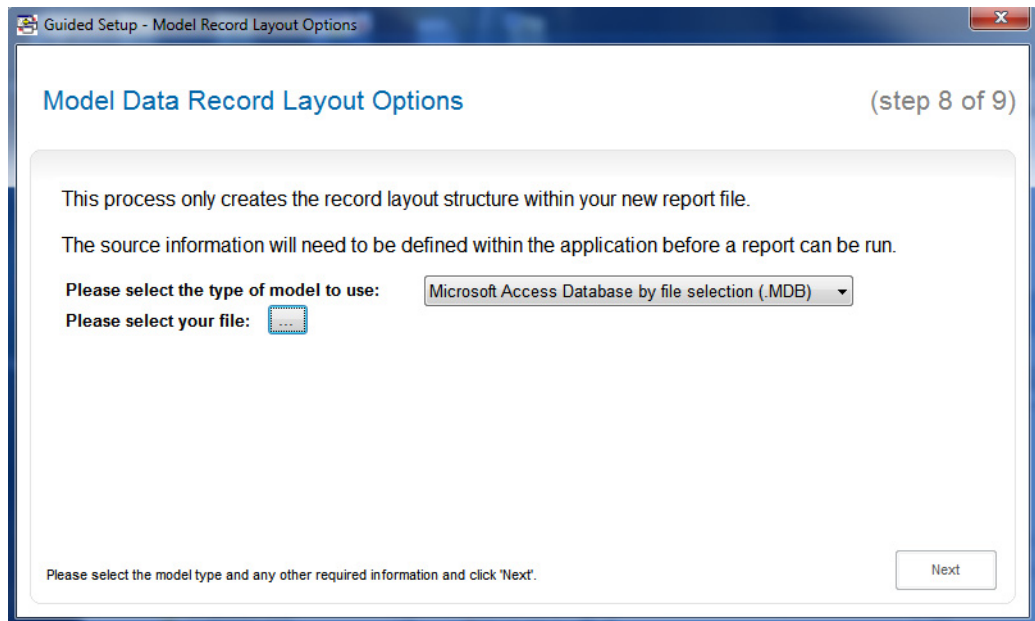 Guided Setup - Model Record Layout Options
Model Data Record Layout Options (step 8 of 9)
This process only creates the record layout structure within your new report file.
The source information will need to be defined within the application before a report can be run.
Please select the type of model to use: Microsoft Access Database by file selection (.MDB)
Please select your file: ...
Please select the model type and any other required information and click 'Next'. Next